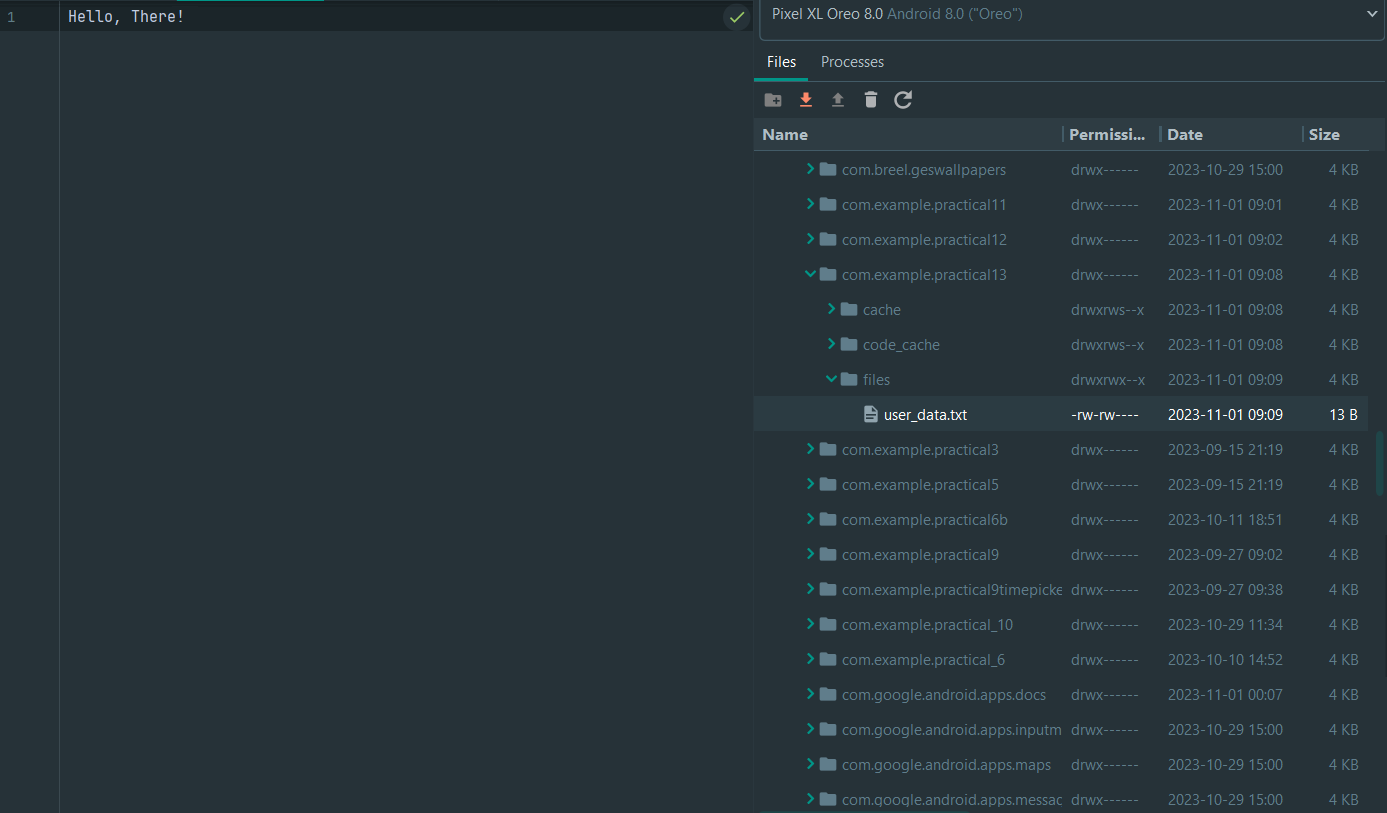 1 Hello, There!
Pixel XL Oreo 8.0 Android 8.0 ("Oreo")
Files Processes
Name Permissi... Date Size
com.breel.geswallpapers drwx------ 2023-10-29 15:00 4 KB
com.example.practical11 drwx------ 2023-11-01 09:01 4 KB
com.example.practical12 drwx------ 2023-11-01 09:02 4 KB
com.example.practical13 drwx------ 2023-11-01 09:08 4 KB
cache drwxrws--x 2023-11-01 09:08 4 KB
code_cache drwxrws--x 2023-11-01 09:08 4 KB
files drwxrwx--x 2023-11-01 09:09 4 KB
user_data.txt -rw-rw---- 2023-11-01 09:09 13 B
com.example.practical3 drwx------ 2023-09-15 21:19 4 KB
com.example.practical5 drwx------ 2023-09-15 21:19 4 KB
com.example.practical6b drwx------ 2023-10-11 18:51 4 KB
com.example.practical9 drwx------ 2023-09-27 09:02 4 KB
com.example.practical9timepicke drwx------ 2023-09-27 09:38 4 KB
com.example.practical_10 drwx------ 2023-10-29 11:34 4 KB
com.example.practical_6 drwx------ 2023-10-10 14:52 4 KB
com.google.android.apps.docs drwx------ 2023-11-01 00:07 4 KB
com.google.android.apps.inputm drwx------ 2023-10-29 15:00 4 KB
com.google.android.apps.maps drwx------ 2023-10-29 15:00 4 KB
com.google.android.apps.messac drwx------ 2023-10-29 15:00 4 KB